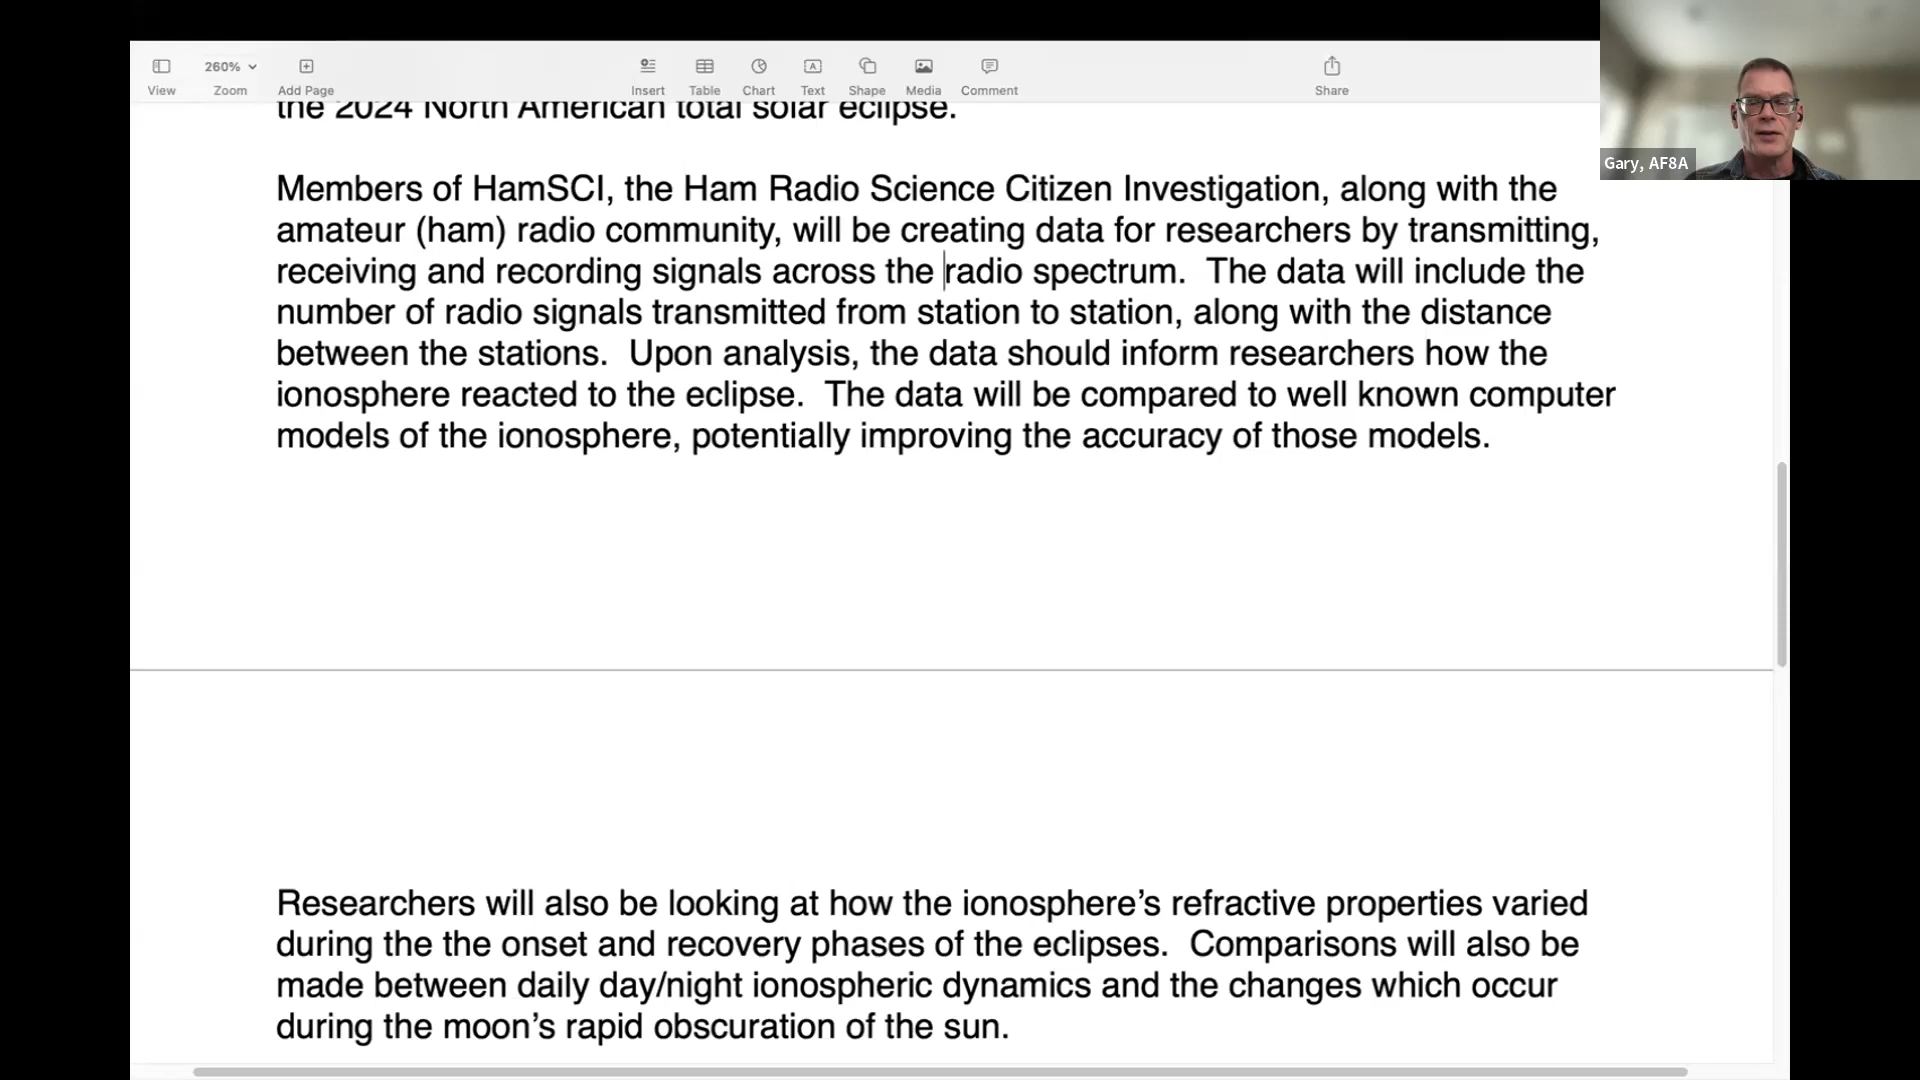 260%
View
Zoom
Add Page
Insert
Table
Chart
Text
Shape
Media
Comment
Share
Gary, AF8A
the 2024 North American total solar eclipse.
Members of HamSCI, the Ham Radio Science Citizen Investigation, along with the
amateur (ham) radio community, will be creating data for researchers by transmitting,
receiving and recording signals across the radio spectrum.  The data will include the
number of radio signals transmitted from station to station, along with the distance
between the stations.  Upon analysis, the data should inform researchers how the
ionosphere reacted to the eclipse.  The data will be compared to well known computer
models of the ionosphere, potentially improving the accuracy of those models.
Researchers will also be looking at how the ionosphere’s refractive properties varied
during the the onset and recovery phases of the eclipses.  Comparisons will also be
made between daily day/night ionospheric dynamics and the changes which occur
during the moon’s rapid obscuration of the sun.